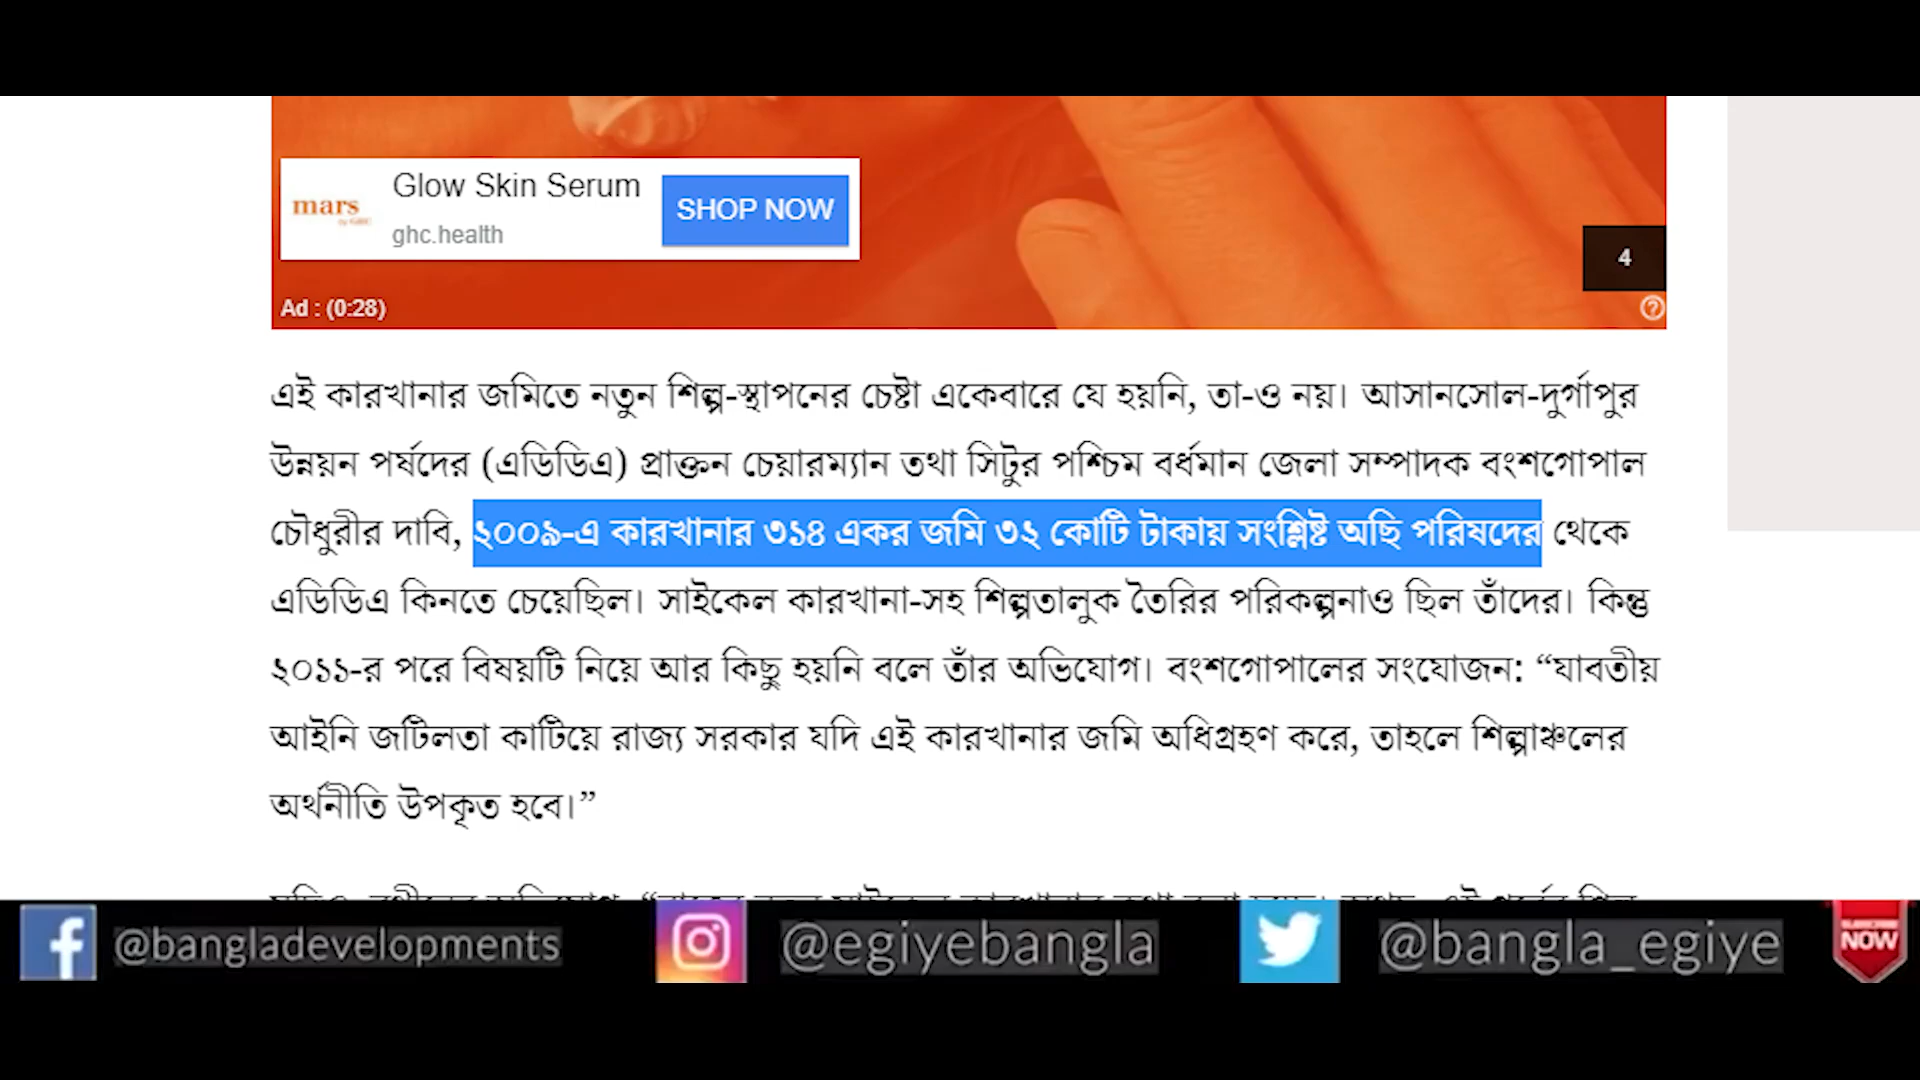 mars
Glow Skin Serum
ghc.health
SHOP NOW
4
Ad : (0:28)
এই কারখানার জমিতে নতুন শিল্প-স্থাপনের চেষ্টা একেবারে যে হয়নি, তা-ও নয়। আসানসোল-দুর্গাপুর
উন্নয়ন পর্ষদের (এডিডিএ) প্রাক্তন চেয়ারম্যান তথা সিটুর পশ্চিম বর্ধমান জেলা সম্পাদক বংশগোপাল
চৌধুরীর দাবি, ২০০৯-এ কারখানার ৩১৪ একর জমি ৩২ কোটি টাকায় সংশ্লিষ্ট অছি পরিষদের থেকে
এডিডিএ কিনতে চেয়েছিল। সাইকেল কারখানা-সহ শিল্পতালুক তৈরির পরিকল্পনাও ছিল তাঁদের। কিন্তু
২০১১-র পরে বিষয়টি নিয়ে আর কিছু হয়নি বলে তাঁর অভিযোগ। বংশগোপালের সংযোজন: “যাবতীয়
আইনি জটিলতা কাটিয়ে রাজ্য সরকার যদি এই কারখানার জমি অধিগ্রহণ করে, তাহলে শিল্পাঞ্চলের
অর্থনীতি উপকৃত হবে।”
@bangladevelopments
@egiyebangla
@bangla_egiye
SUBSCRIBE
NOW